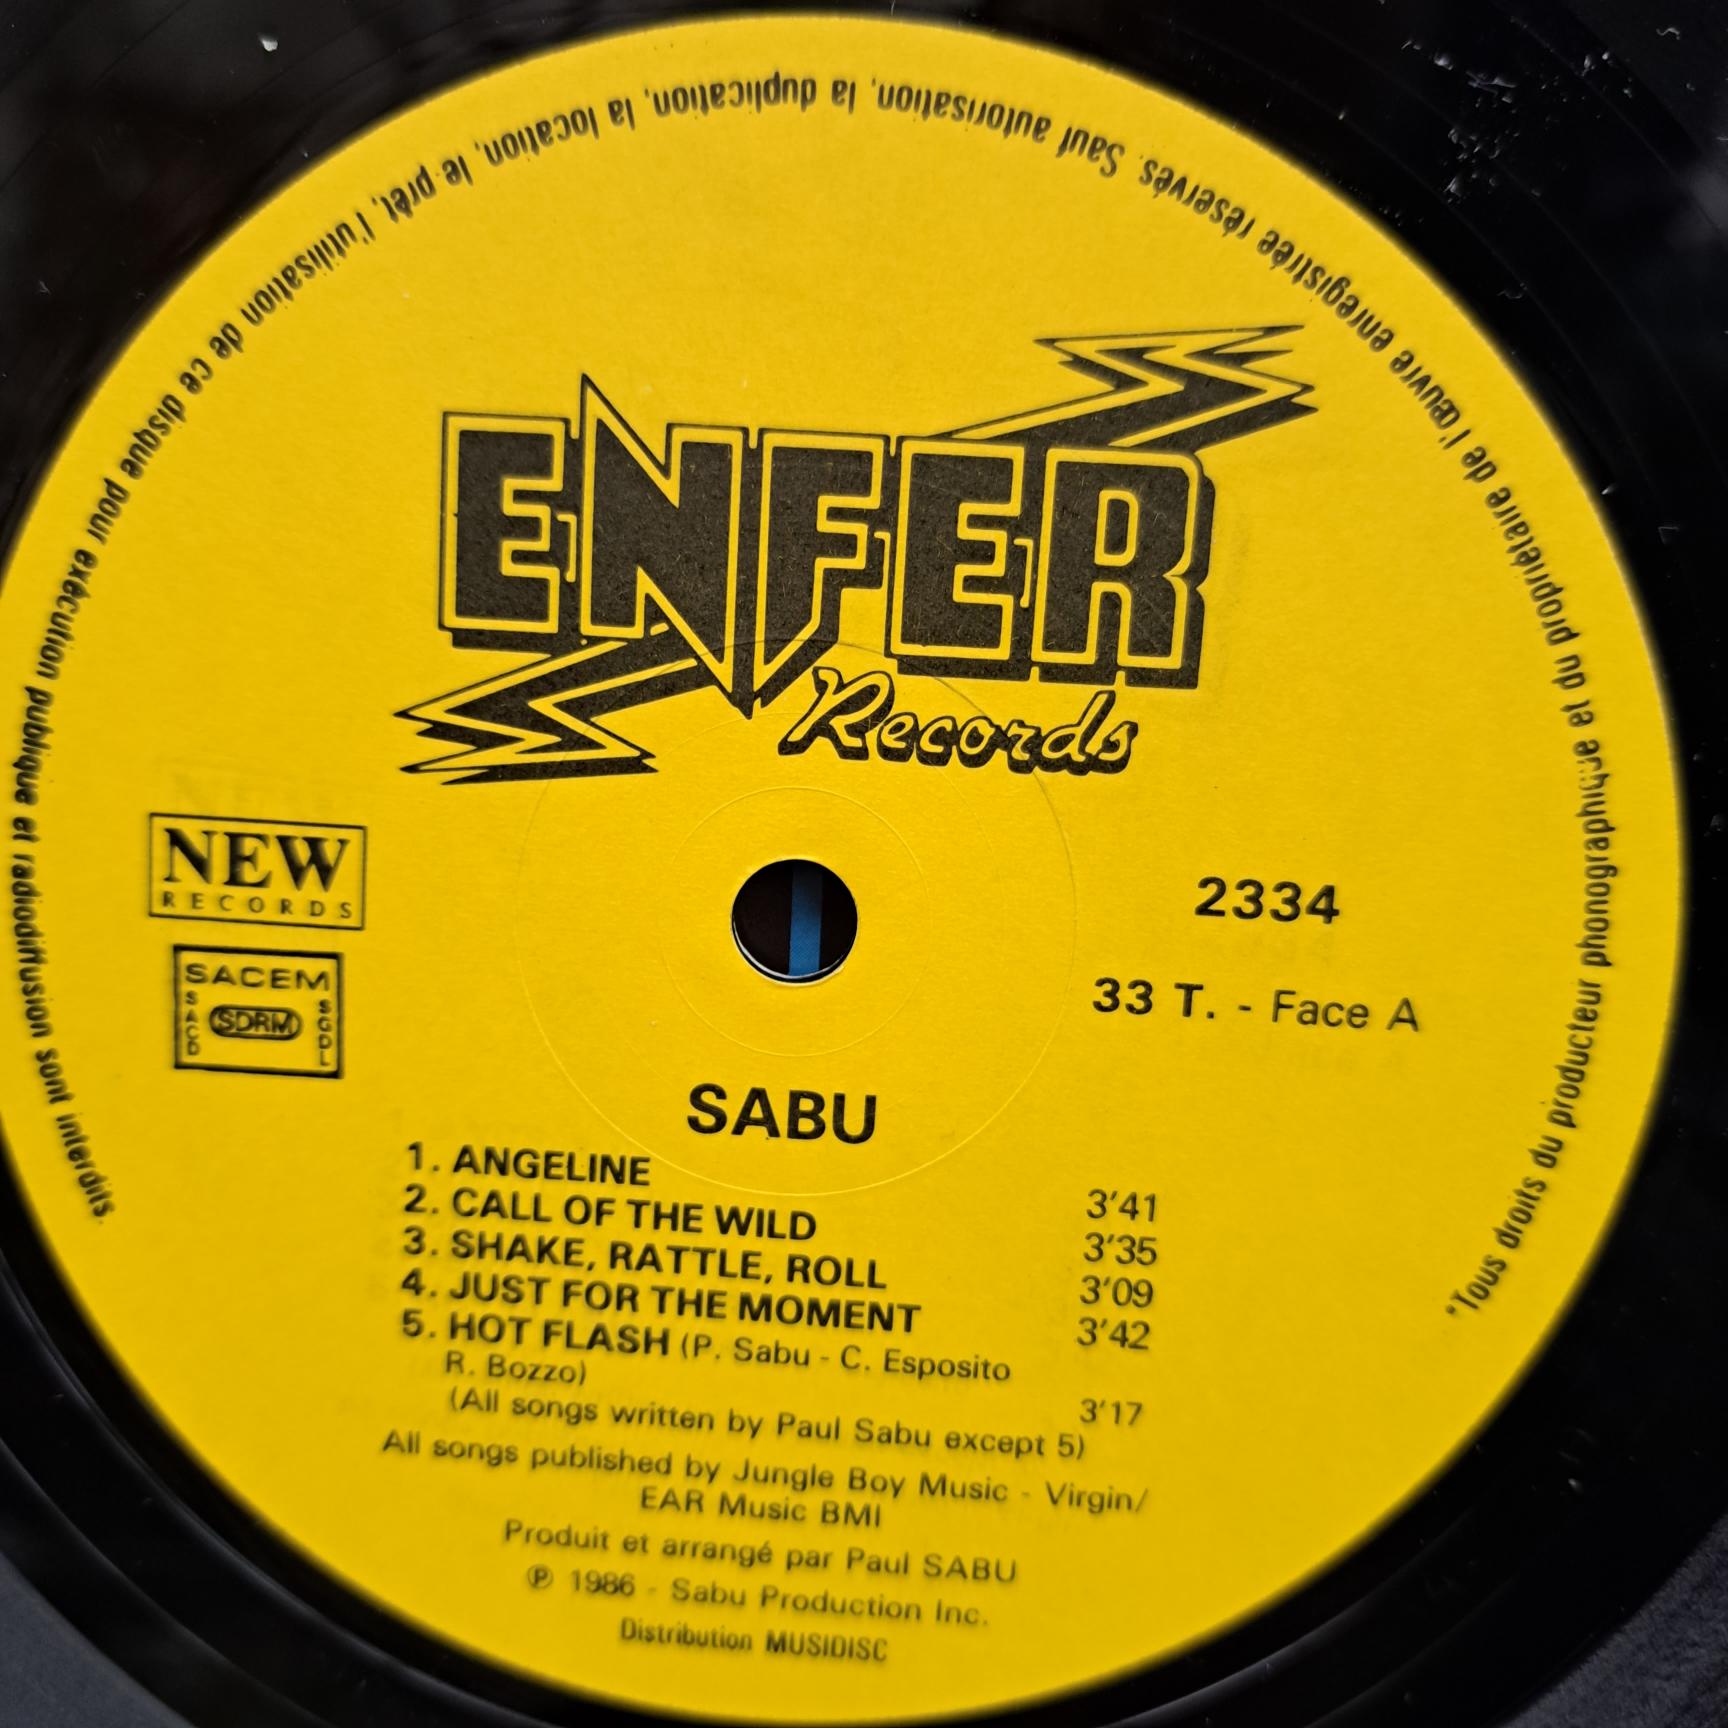 *Tous droits du producteur phonographique et du propriétaire de l'œuvre enregistrée réservés. Sauf autorisation, la duplication, la location, le prêt, l'utilisation de ce disque pour exécution publique et radiodiffusion sont interdits.
ENFER
Records
NEW
RECORDS
SACEM
SACD
SDRM
SGDL
2334
33 T. - Face A
SABU
1. ANGELINE 3'41
2. CALL OF THE WILD 3'35
3. SHAKE, RATTLE, ROLL 3'09
4. JUST FOR THE MOMENT 3'42
5. HOT FLASH (P. Sabu - C. Esposito
R. Bozzo) 3'17
(All songs written by Paul Sabu except 5)
All songs published by Jungle Boy Music - Virgin/
EAR Music BMI
Produit et arrangé par Paul SABU
℗ 1986 - Sabu Production Inc.
Distribution MUSIDISC